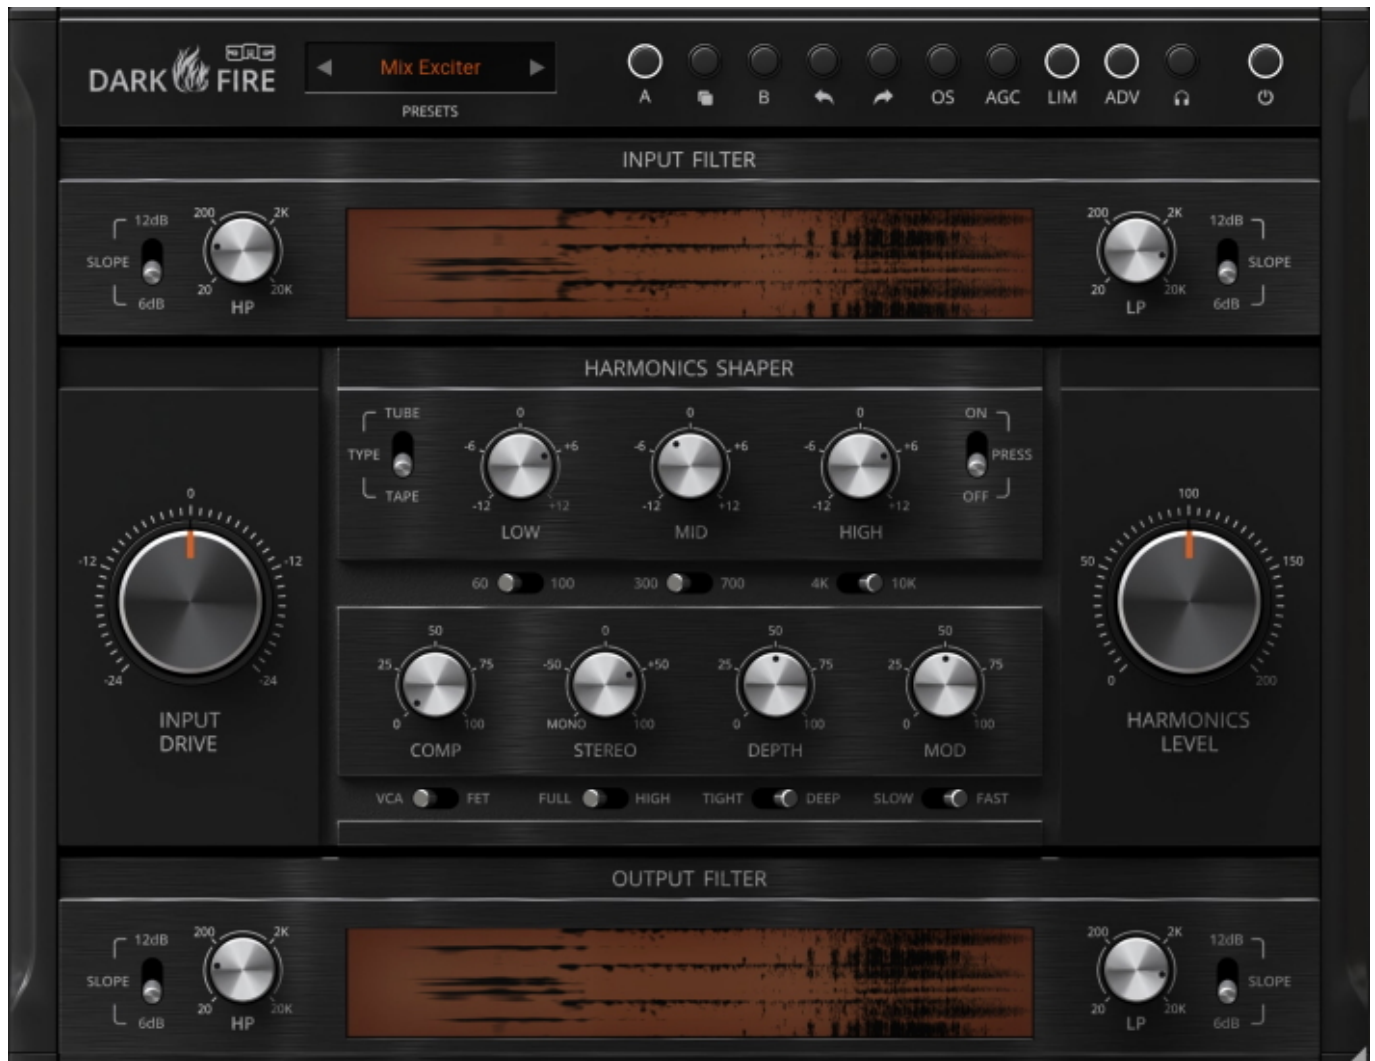 DARK FIRE
Mix Exciter
PRESETS
A B OS AGC LIM ADV
INPUT FILTER
12dB
SLOPE
6dB
200 2K
20 20K
HP
200 2K
20 20K
LP
12dB
SLOPE
6dB
HARMONICS SHAPER
TUBE
TYPE
TAPE
0
-6 +6
-12 +12
LOW
0
-6 +6
-12 +12
MID
0
-6 +6
-12 +12
HIGH
ON
PRESS
OFF
60 100
300 700
4K 10K
0
-12 -12
-24 -24
INPUT
DRIVE
50
25 75
0 100
COMP
0
-50 +50
MONO 100
STEREO
50
25 75
0 100
DEPTH
50
25 75
0 100
MOD
VCA FET
FULL HIGH
TIGHT DEEP
SLOW FAST
100
50 150
0 200
HARMONICS
LEVEL
OUTPUT FILTER
12dB
SLOPE
6dB
200 2K
20 20K
HP
200 2K
20 20K
LP
12dB
SLOPE
6dB